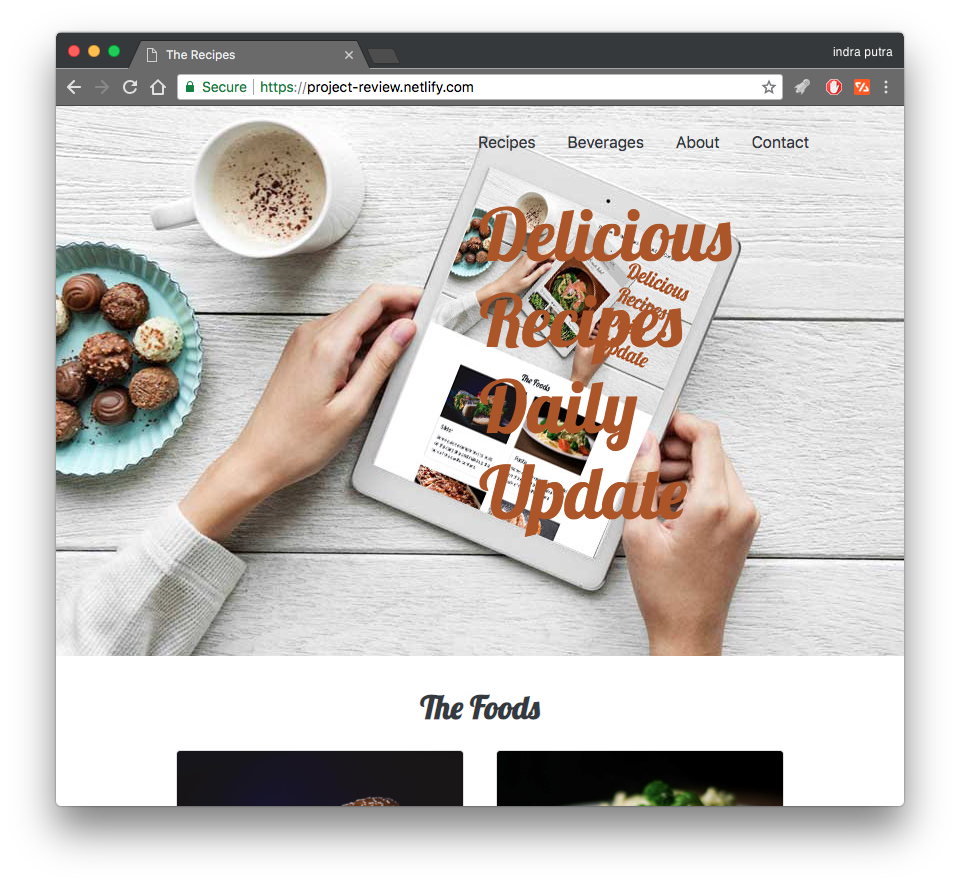 The Recipes
indra putra
Secure https://project-review.netlify.com
Recipes Beverages About Contact
Delicious
Recipes
Daily
Update
Delicious
Recipes
Update
The Foods
The Foods